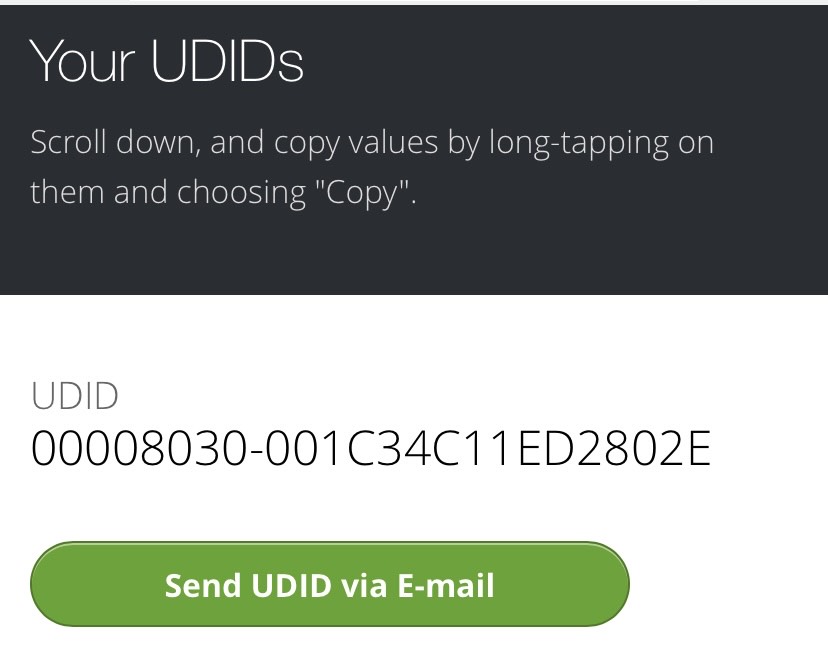 Your UDIDs
Scroll down, and copy values by long-tapping on
them and choosing "Copy".
UDID
00008030-001C34C11ED2802E
Send UDID via E-mail